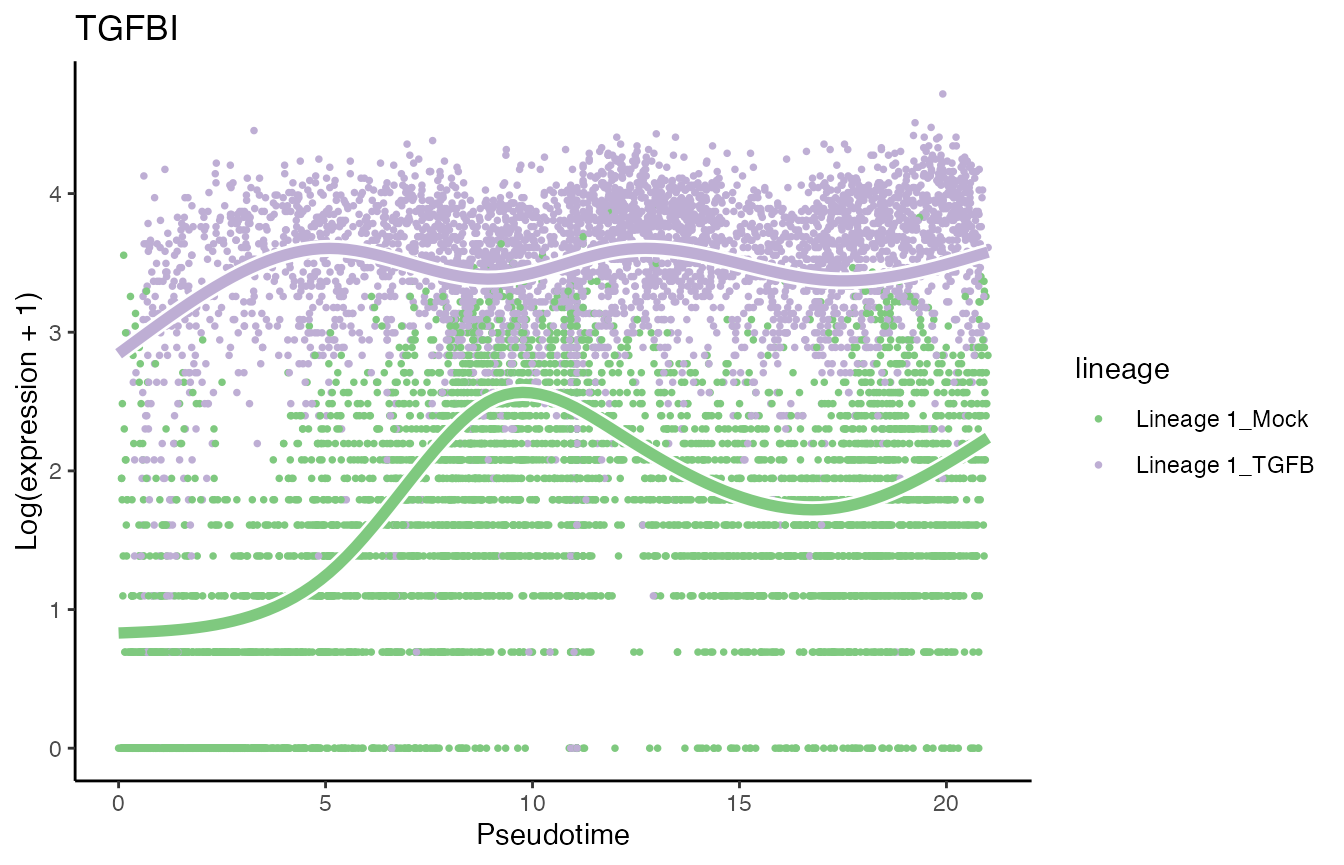 TGFBI
Log(expression + 1)
4
3
2
1
0
0 5 10 15 20
Pseudotime
lineage
Lineage 1_Mock
Lineage 1_TGFB